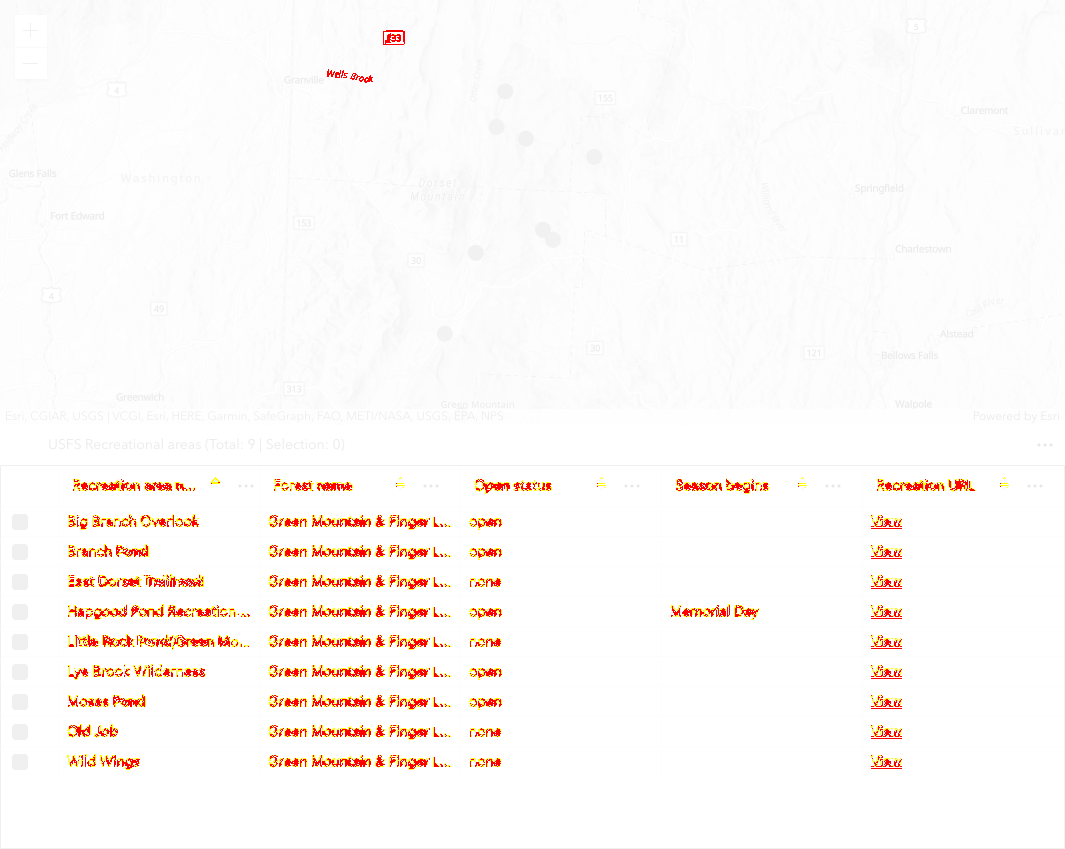 133
Wells Brook
Granville
4
155
5
Claremont
Glens Falls
Washington
Dorset
Mountain
Springfield
Fort Edward
153
11
Charlestown
30
4
49
Alstead
30
121
Bellows Falls
313
Greenwich
Green Mountain
Walpole
Esri, CGIAR, USGS | VCGI, Esri, HERE, Garmin, SafeGraph, FAO, METI/NASA, USGS, EPA, NPS Powered by Esri
USFS Recreational areas (Total: 9 | Selection: 0)
Recreation area n... Forest name Open status Season begins Recreation URL
Big Branch Overlook Green Mountain & Finger L... open View
Branch Pond Green Mountain & Finger L... open View
East Dorset Trailhead Green Mountain & Finger L... none View
Hapgood Pond Recreation ... Green Mountain & Finger L... open Memorial Day View
Little Rock Pond/Green Mo... Green Mountain & Finger L... none View
Lye Brook Wilderness Green Mountain & Finger L... open View
Moses Pond Green Mountain & Finger L... open View
Old Job Green Mountain & Finger L... none View
Wild Wings Green Mountain & Finger L... none View